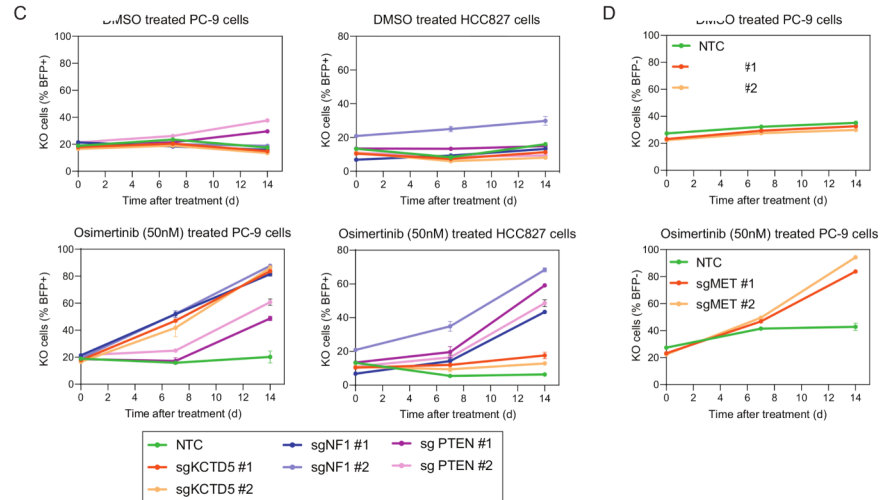 C
DMSO treated PC-9 cells
KO cells (% BFP+)
100
80
60
40
20
0
0 2 4 6 8 10 12 14
Time after treatment (d)
DMSO treated HCC827 cells
KO cells (% BFP+)
80
60
40
20
0
0 2 4 6 8 10 12 14
Time after treatment (d)
D
DMSO treated PC-9 cells
KO cells (% BFP-)
100
80
60
40
20
0
NTC
#1
#2
0 2 4 6 8 10 12 14
Time after treatment (d)
Osimertinib (50nM) treated PC-9 cells
KO cells (% BFP+)
100
80
60
40
20
0
0 2 4 6 8 10 12 14
Time after treatment (d)
Osimertinib (50nM) treated HCC827 cells
KO cells (% BFP+)
80
60
40
20
0
0 2 4 6 8 10 12 14
Time after treatment (d)
Osimertinib (50nM) treated PC-9 cells
KO cells (% BFP-)
100
80
60
40
20
0
NTC
sgMET #1
sgMET #2
0 2 4 6 8 10 12 14
Time after treatment (d)
NTC
sgKCTD5 #1
sgKCTD5 #2
sgNF1 #1
sgNF1 #2
sg PTEN #1
sg PTEN #2